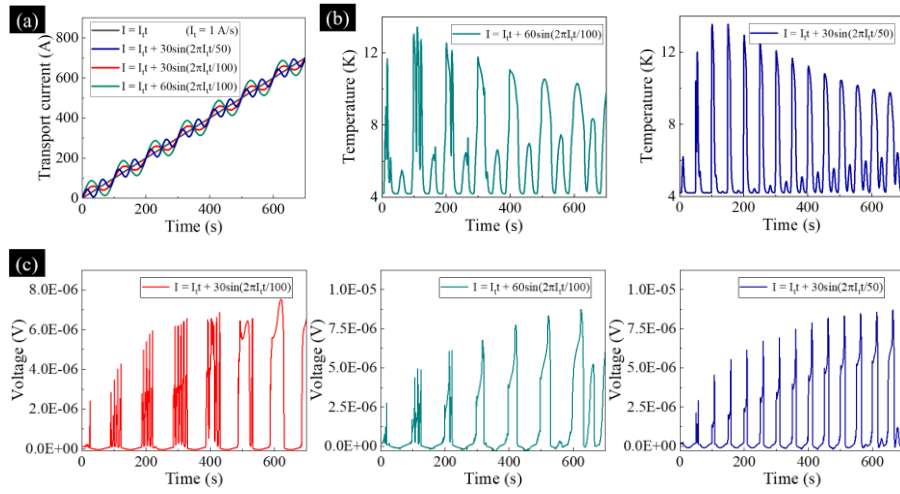 (a)
I = Iₜt (Iₜ = 1 A/s)
I = Iₜt + 30sin(2πIₜt/50)
I = Iₜt + 30sin(2πIₜt/100)
I = Iₜt + 60sin(2πIₜt/100)
Transport current (A)
600
400
200
0
0 200 400 600
Time (s)
(b)
I = Iₜt + 60sin(2πIₜt/100)
Temperature (K)
12
8
4
0 200 400 600
Time (s)
I = Iₜt + 30sin(2πIₜt/50)
Temperature (K)
12
8
4
0 200 400 600
Time (s)
(c)
I = Iₜt + 30sin(2πIₜt/100)
Voltage (V)
8.0E-06
6.0E-06
4.0E-06
2.0E-06
0.0E+00
0 200 400 600
Time (s)
I = Iₜt + 60sin(2πIₜt/100)
Voltage (V)
1.0E-05
7.5E-06
5.0E-06
2.5E-06
0.0E+00
0 200 400 600
Time (s)
I = Iₜt + 30sin(2πIₜt/50)
Voltage (V)
1.0E-05
7.5E-06
5.0E-06
2.5E-06
0.0E+00
0 200 400 600
Time (s)